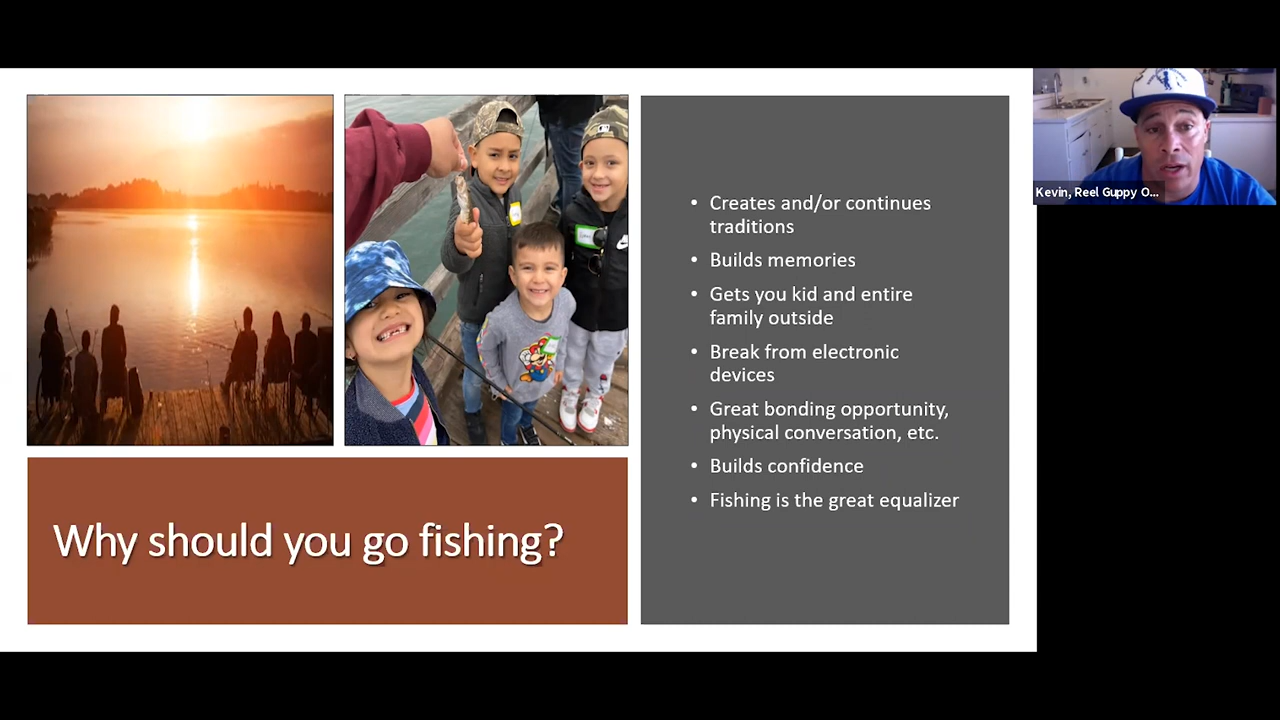 Kevin, Reel Guppy O...
• Creates and/or continues
traditions
• Builds memories
• Gets you kid and entire
family outside
• Break from electronic
devices
• Great bonding opportunity,
physical conversation, etc.
• Builds confidence
• Fishing is the great equalizer
Why should you go fishing?